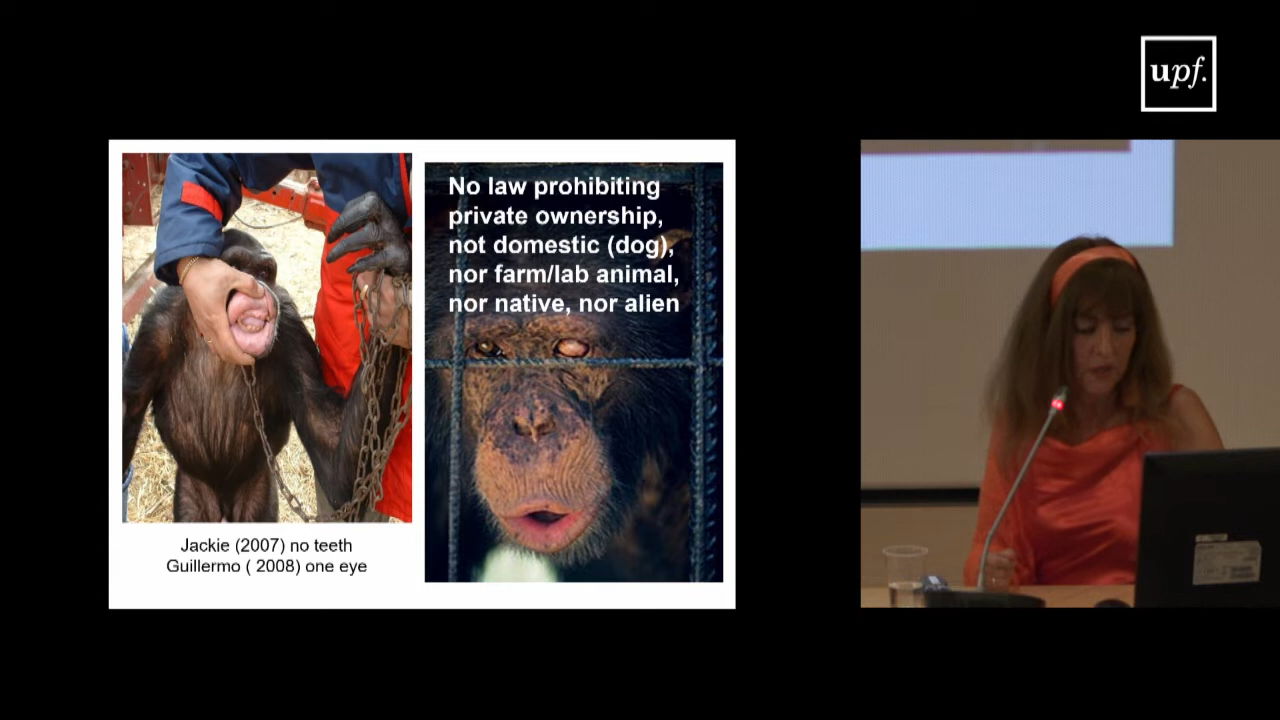 upf.
No law prohibiting
private ownership,
not domestic (dog),
nor farm/lab animal,
nor native, nor alien
Jackie (2007) no teeth
Guillermo ( 2008) one eye